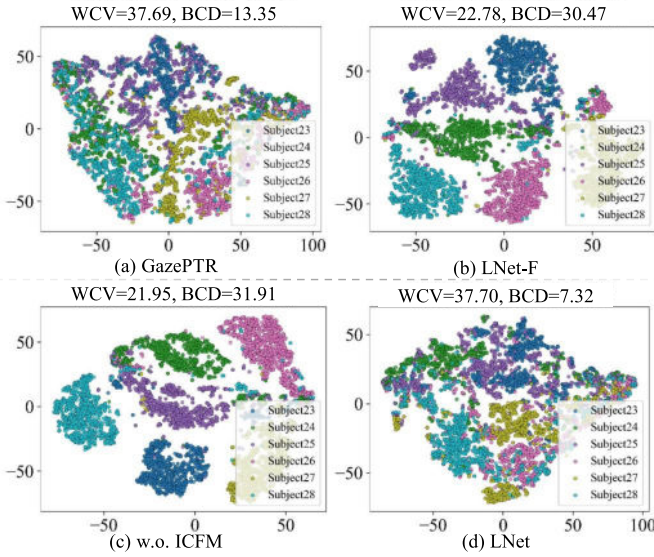 WCV=37.69, BCD=13.35
WCV=22.78, BCD=30.47
50
0
−50
−50
0
50
100
Subject23
Subject24
Subject25
Subject26
Subject27
Subject28
(a) GazePTR
50
0
−50
−50
0
50
Subject23
Subject24
Subject25
Subject26
Subject27
Subject28
(b) LNet-F
WCV=21.95, BCD=31.91
WCV=37.70, BCD=7.32
50
0
−50
−50
0
50
Subject23
Subject24
Subject25
Subject26
Subject27
Subject28
(c) w.o. ICFM
50
0
−50
−100
−50
0
50
100
Subject23
Subject24
Subject25
Subject26
Subject27
Subject28
(d) LNet